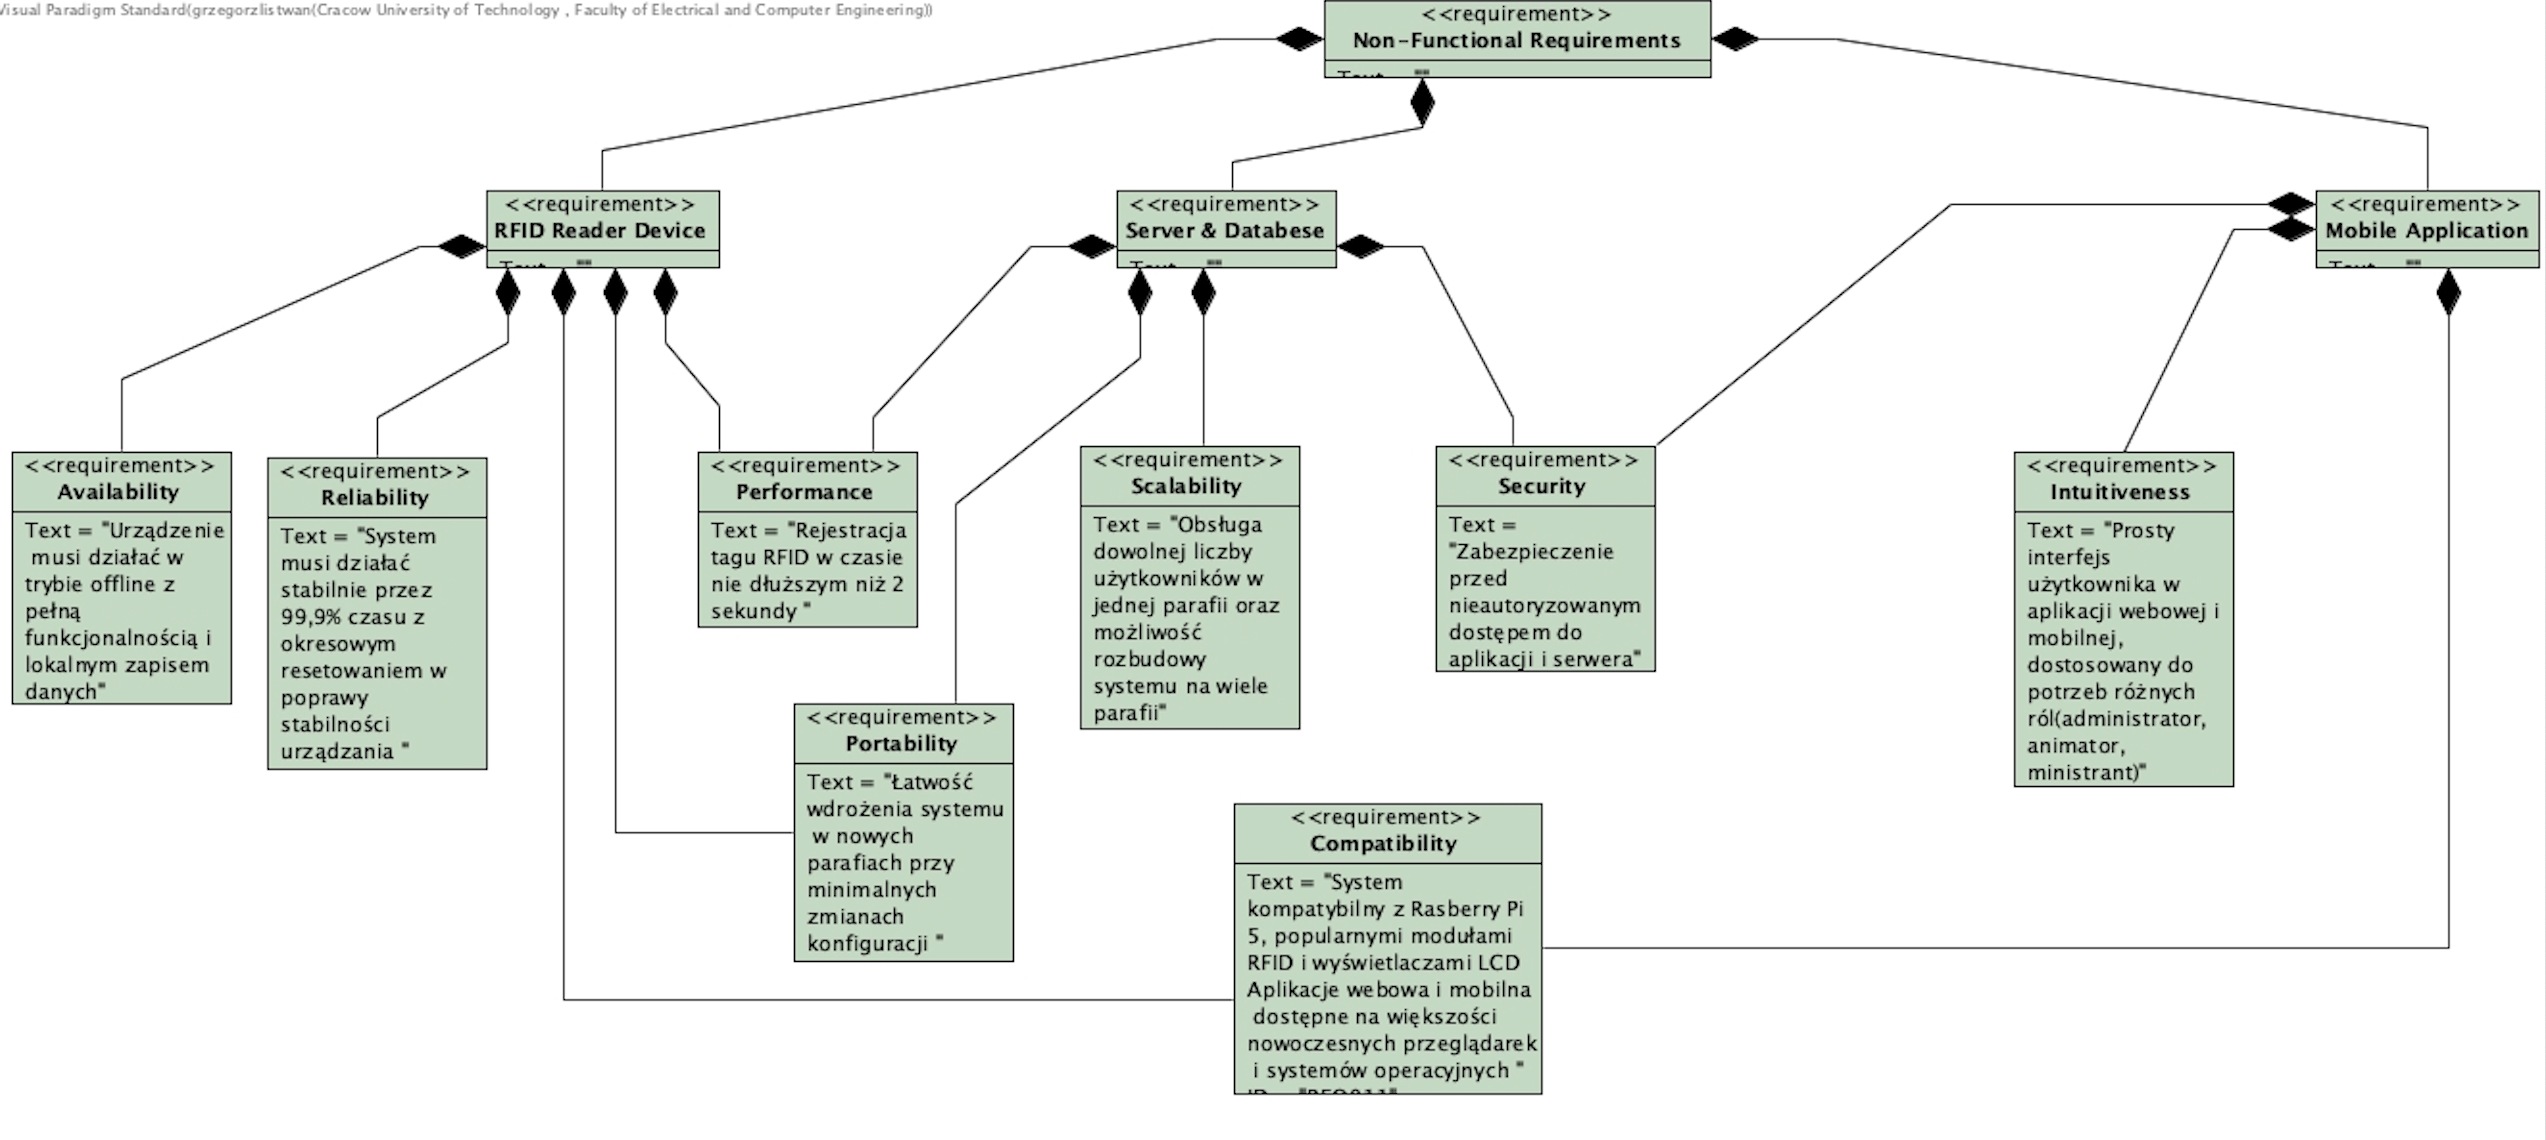 Visual Paradigm Standard(grzegorzlistwan(Cracow University of Technology , Faculty of Electrical and Computer Engineering))
<<requirement>>
Non-Functional Requirements
Text = ""
<<requirement>>
RFID Reader Device
Text = ""
<<requirement>>
Server & Databese
Text = ""
<<requirement>>
Mobile Application
Text = ""
<<requirement>>
Availability
Text = "Urządzenie
musi działać w
trybie offline z
pełną
funkcjonalnością i
lokalnym zapisem
danych"
<<requirement>>
Reliability
Text = "System
musi działać
stabilnie przez
99,9% czasu z
okresowym
resetowaniem w
poprawy
stabilności
urządzania "
<<requirement>>
Performance
Text = "Rejestracja
tagu RFID w czasie
nie dłuższym niż 2
sekundy "
<<requirement>>
Scalability
Text = "Obsługa
dowolnej liczby
użytkowników w
jednej parafii oraz
możliwość
rozbudowy
systemu na wiele
parafii"
<<requirement>>
Security
Text =
"Zabezpieczenie
przed
nieautoryzowanym
dostępem do
aplikacji i serwera"
<<requirement>>
Intuitiveness
Text = "Prosty
interfejs
użytkownika w
aplikacji webowej i
mobilnej,
dostosowany do
potrzeb różnych
ról(administrator,
animator,
ministrant)"
<<requirement>>
Portability
Text = "Łatwość
wdrożenia systemu
w nowych
parafiach przy
minimalnych
zmianach
konfiguracji "
<<requirement>>
Compatibility
Text = "System
kompatybilny z Rasberry Pi
5, popularnymi modułami
RFID i wyświetlaczami LCD
Aplikacje webowa i mobilna
dostępne na większości
nowoczesnych przeglądarek
i systemów operacyjnych "